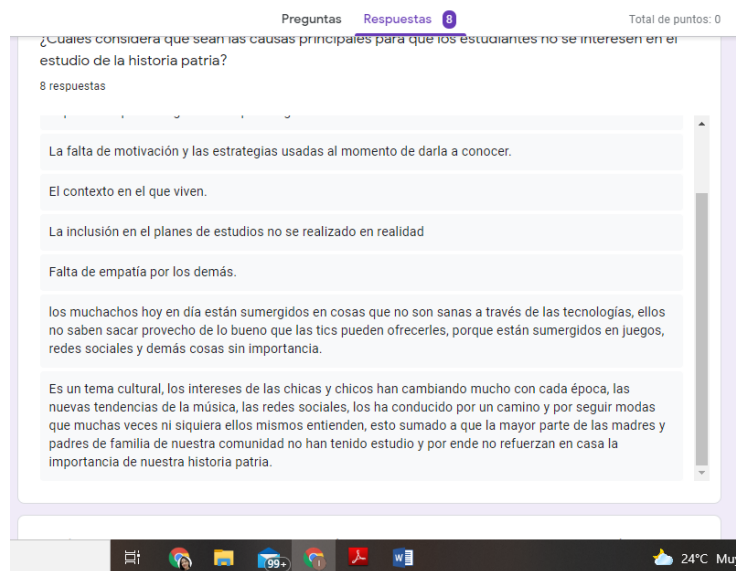 Preguntas Respuestas 8 Total de puntos: 0
¿Cuáles considera que sean las causas principales para que los estudiantes no se interesen en el
estudio de la historia patria?
8 respuestas
La falta de motivación y las estrategias usadas al momento de darla a conocer.
El contexto en el que viven.
La inclusión en el planes de estudios no se realizado en realidad
Falta de empatía por los demás.
los muchachos hoy en día están sumergidos en cosas que no son sanas a través de las tecnologías, ellos
no saben sacar provecho de lo bueno que las tics pueden ofrecerles, porque están sumergidos en juegos,
redes sociales y demás cosas sin importancia.
Es un tema cultural, los intereses de las chicas y chicos han cambiando mucho con cada época, las
nuevas tendencias de la música, las redes sociales, los ha conducido por un camino y por seguir modas
que muchas veces ni siquiera ellos mismos entienden, esto sumado a que la mayor parte de las madres y
padres de familia de nuestra comunidad no han tenido estudio y por ende no refuerzan en casa la
importancia de nuestra historia patria.
99+ 24°C Muy